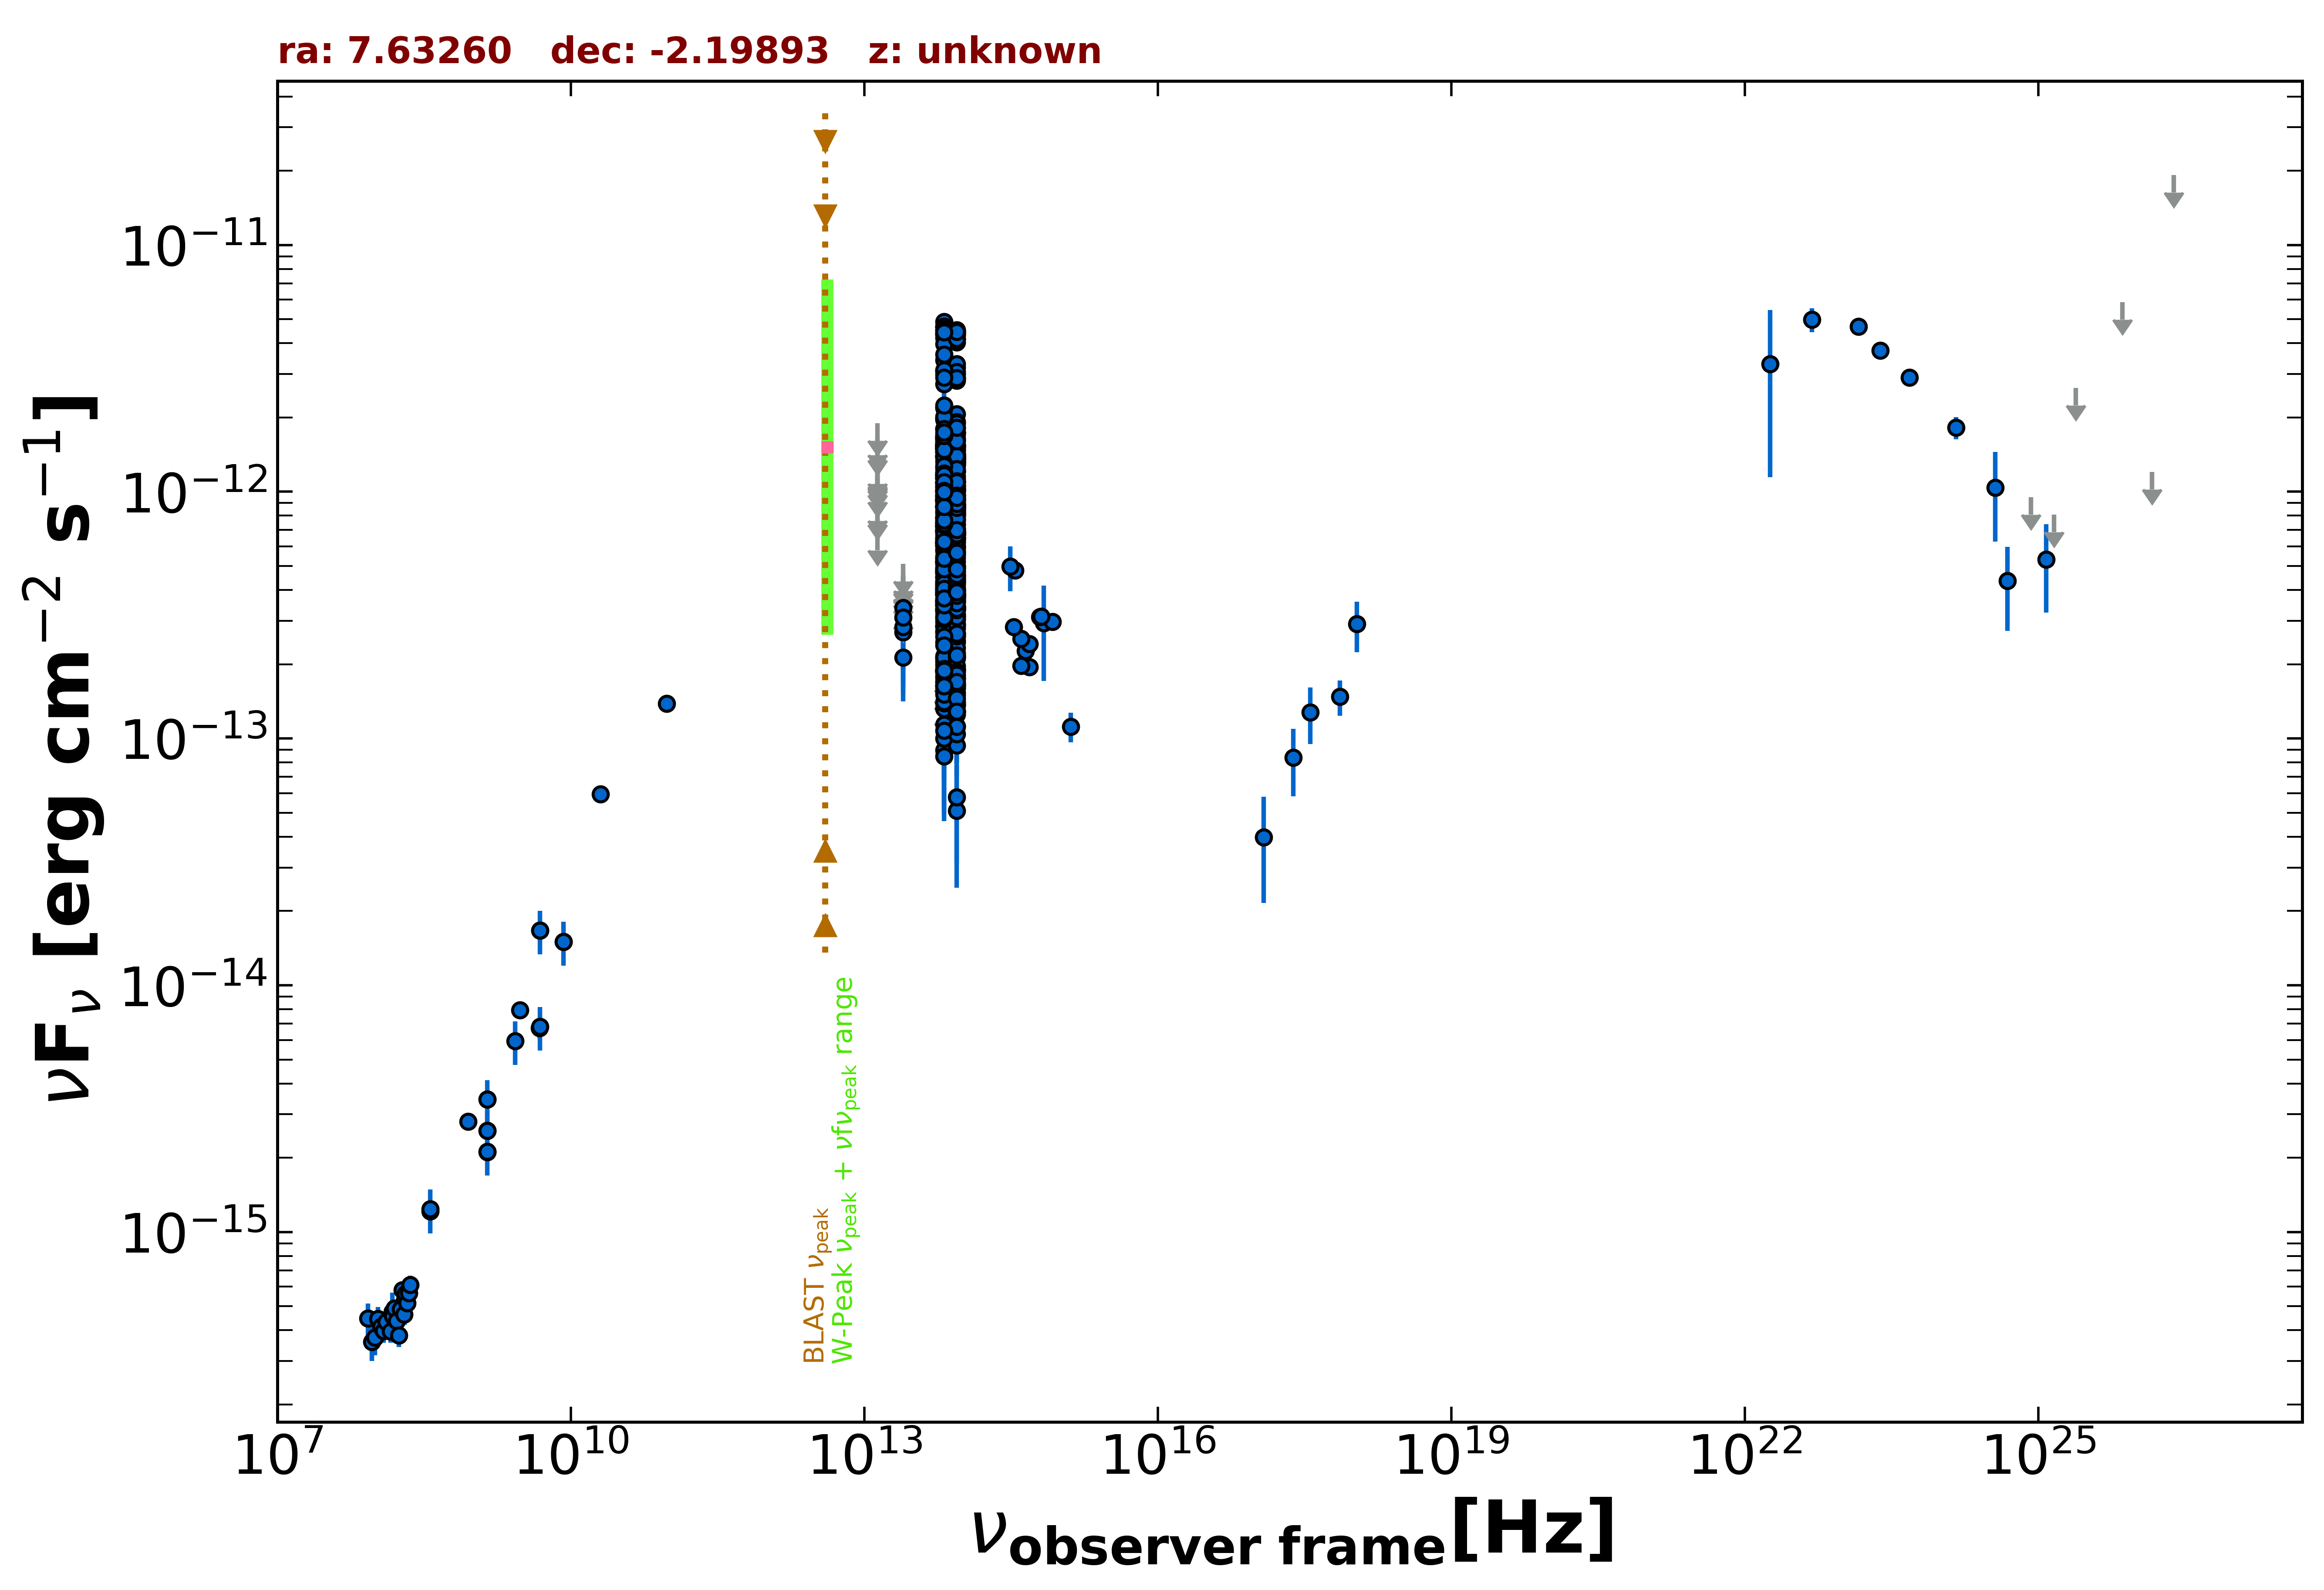 ra: 7.63260 dec: -2.19893 z: unknown
νFν [erg cm−2 s−1]
10−11
10−12
10−13
10−14
10−15
BLAST νpeak
W-Peak νpeak + νfνpeak range
107 1010 1013 1016 1019 1022 1025
νobserver frame[Hz]